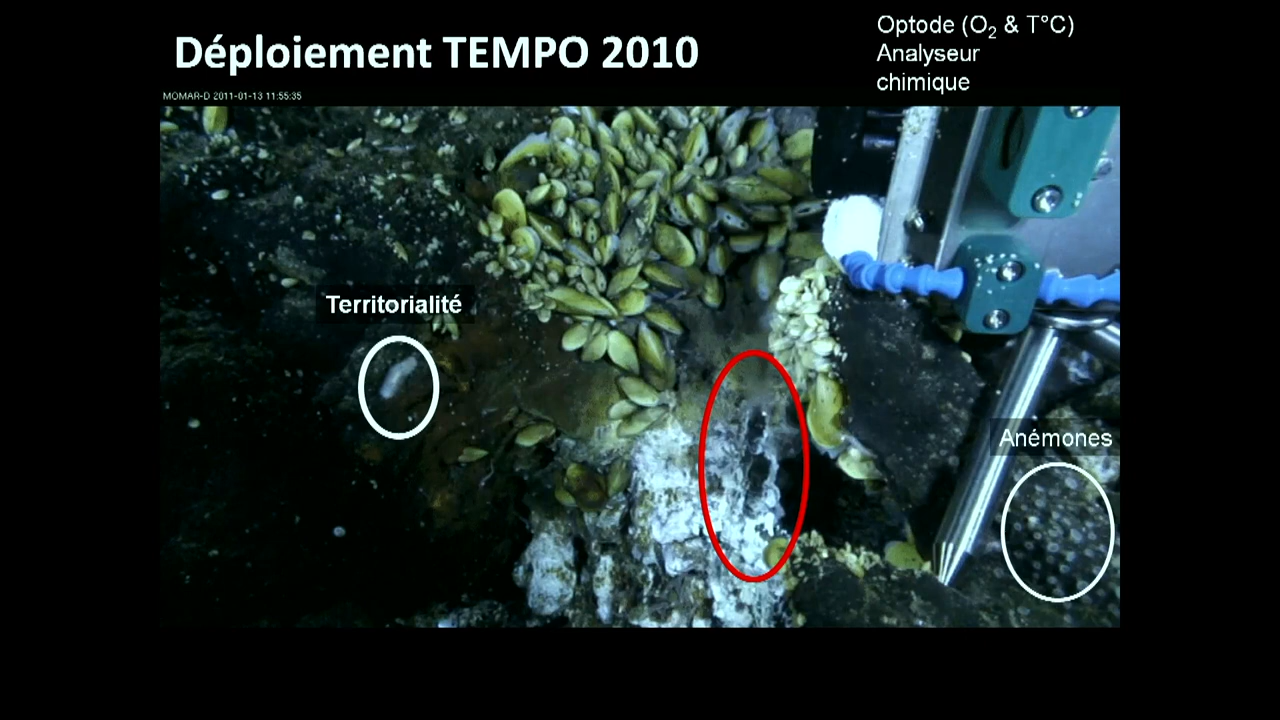 Déploiement TEMPO 2010
Optode (O₂ & T°C)
Analyseur
chimique
MOMAR-D 2011-01-13 11:55:35
Territorialité
Anémones